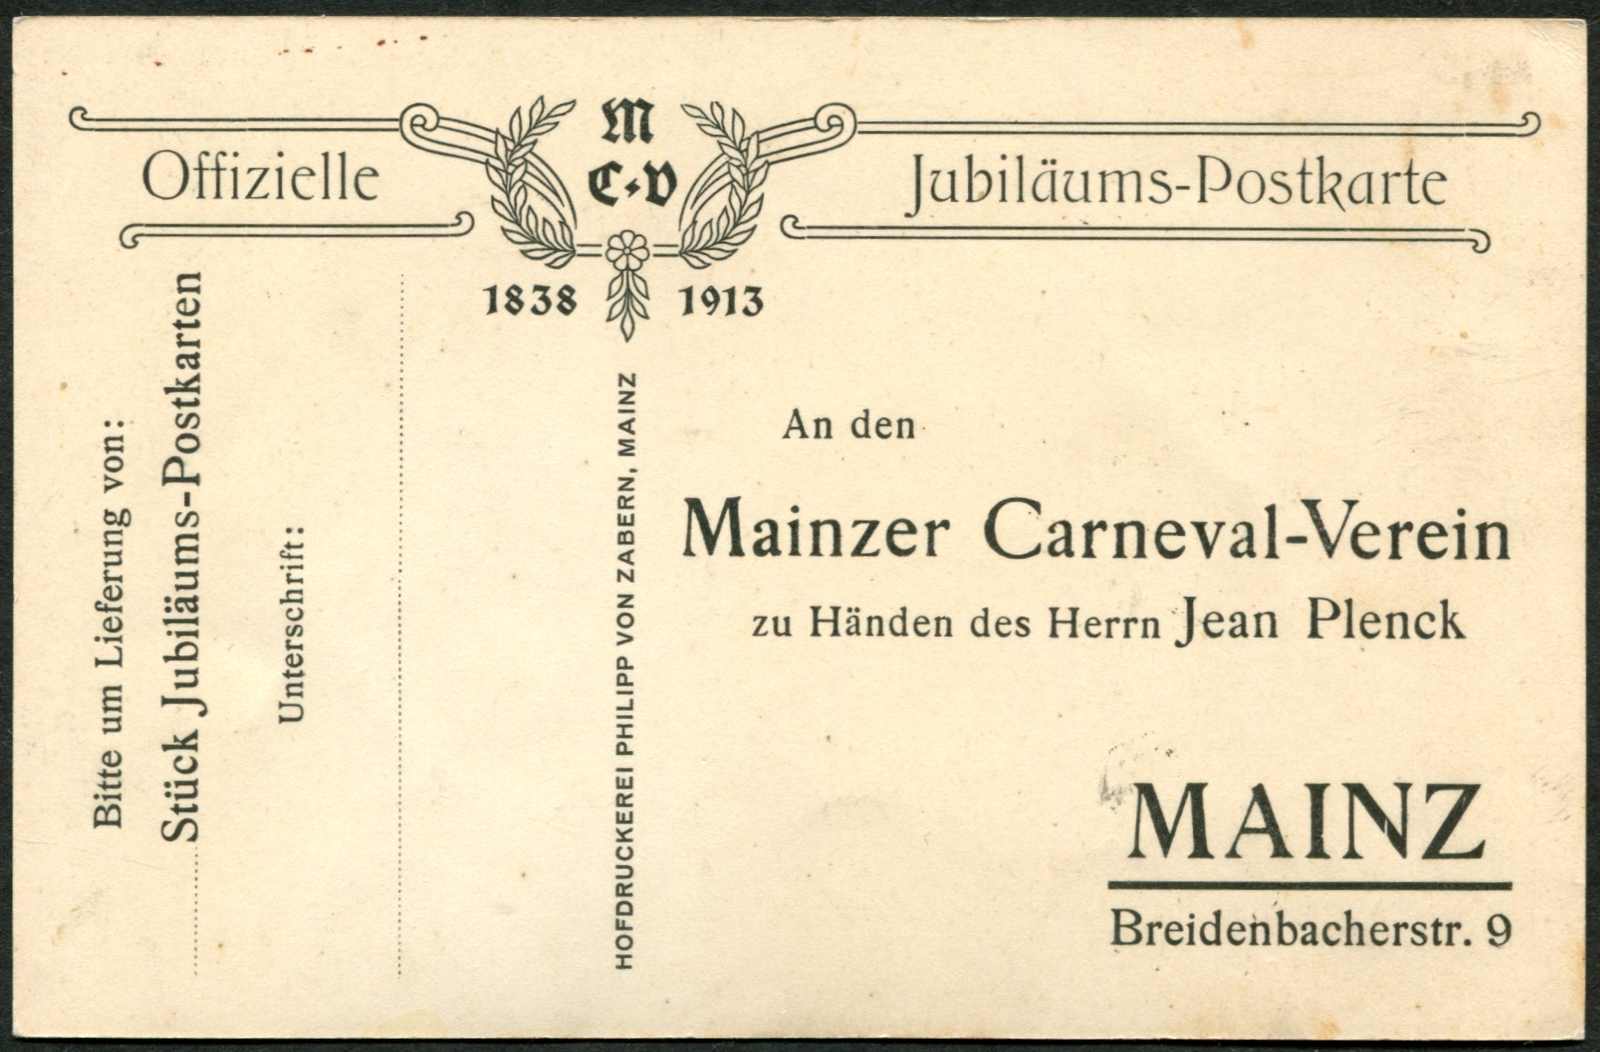 Offizielle
M
C·V
Jubiläums-Postkarte
1838 1913
Bitte um Lieferung von:
Stück Jubiläums-Postkarten
Unterschrift:
HOFDRUCKEREI PHILIPP VON ZABERN, MAINZ
An den
Mainzer Carneval-Verein
zu Händen des Herrn Jean Plenck
MAINZ
Breidenbacherstr. 9